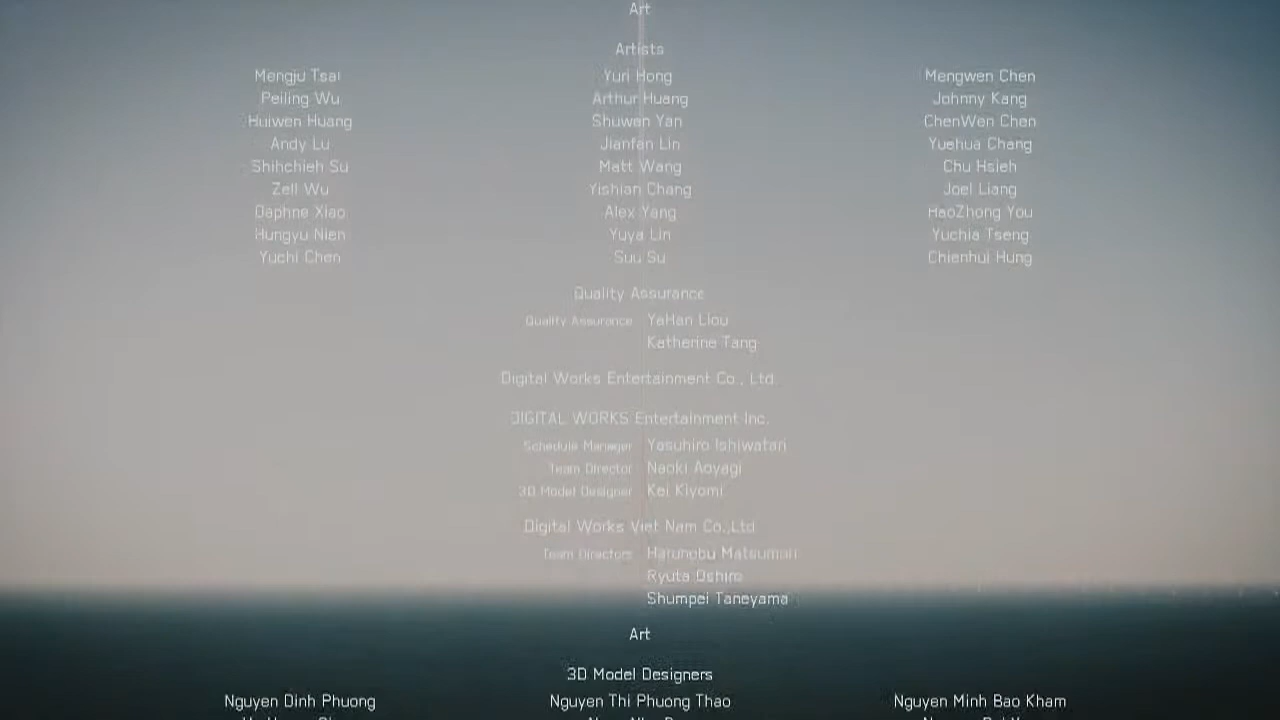 Art
Artists
Mengju Tsai Yuri Hong Mengwen Chen
Peiling Wu Arthur Huang Johnny Kang
Huiwen Huang Shuwen Yan ChenWen Chen
Andy Lu Jianfan Lin Yuehua Chang
Shihchieh Su Matt Wang Chu Hsieh
Zell Wu Yishian Chang Joel Liang
Daphne Xiao Alex Yang HaoZhong You
Hungyu Nien Yuya Lin Yuchia Tseng
Yuchi Chen Suu Su Chienhui Hung
Quality Assurance
Quality Assurance YaHan Liou
Katherine Tang
Digital Works Entertainment Co., Ltd.
DIGITAL WORKS Entertainment Inc.
Schedule Manager Yasuhiro Ishiwatari
Team Director Naoki Aoyagi
3D Model Designer Kei Kiyomi
Digital Works Viet Nam Co.,Ltd
Team Directors Harunobu Matsumari
Ryuta Oshiro
Shumpei Taneyama
Art
3D Model Designers
Nguyen Dinh Phuong Nguyen Thi Phuong Thao Nguyen Minh Bao Kham